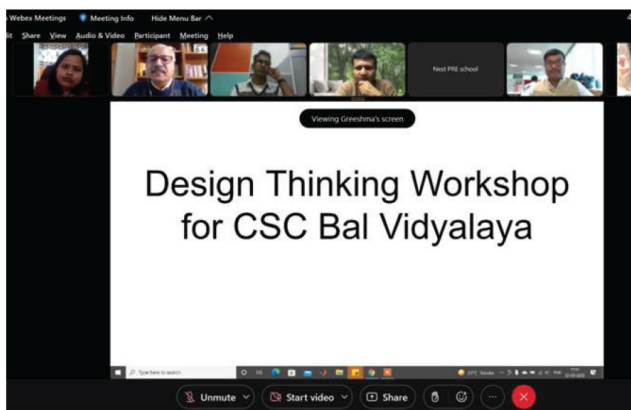 Webex Meetings Meeting Info Hide Menu Bar
Share View Audio & Video Participant Meeting Help
Nest PRE school
Viewing Greeshma's screen
Design Thinking Workshop
for CSC Bal Vidyalaya
Type here to search
Unmute Start video Share